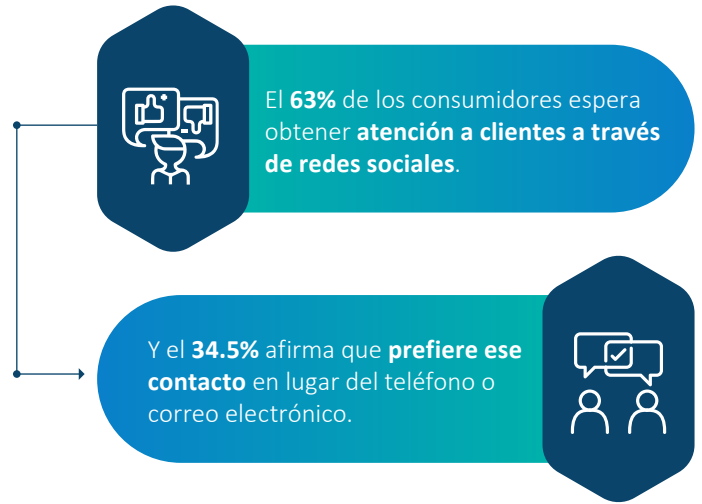 El 63% de los consumidores espera
obtener atención a clientes a través
de redes sociales.
Y el 34.5% afirma que prefiere ese
contacto en lugar del teléfono o
correo electrónico.